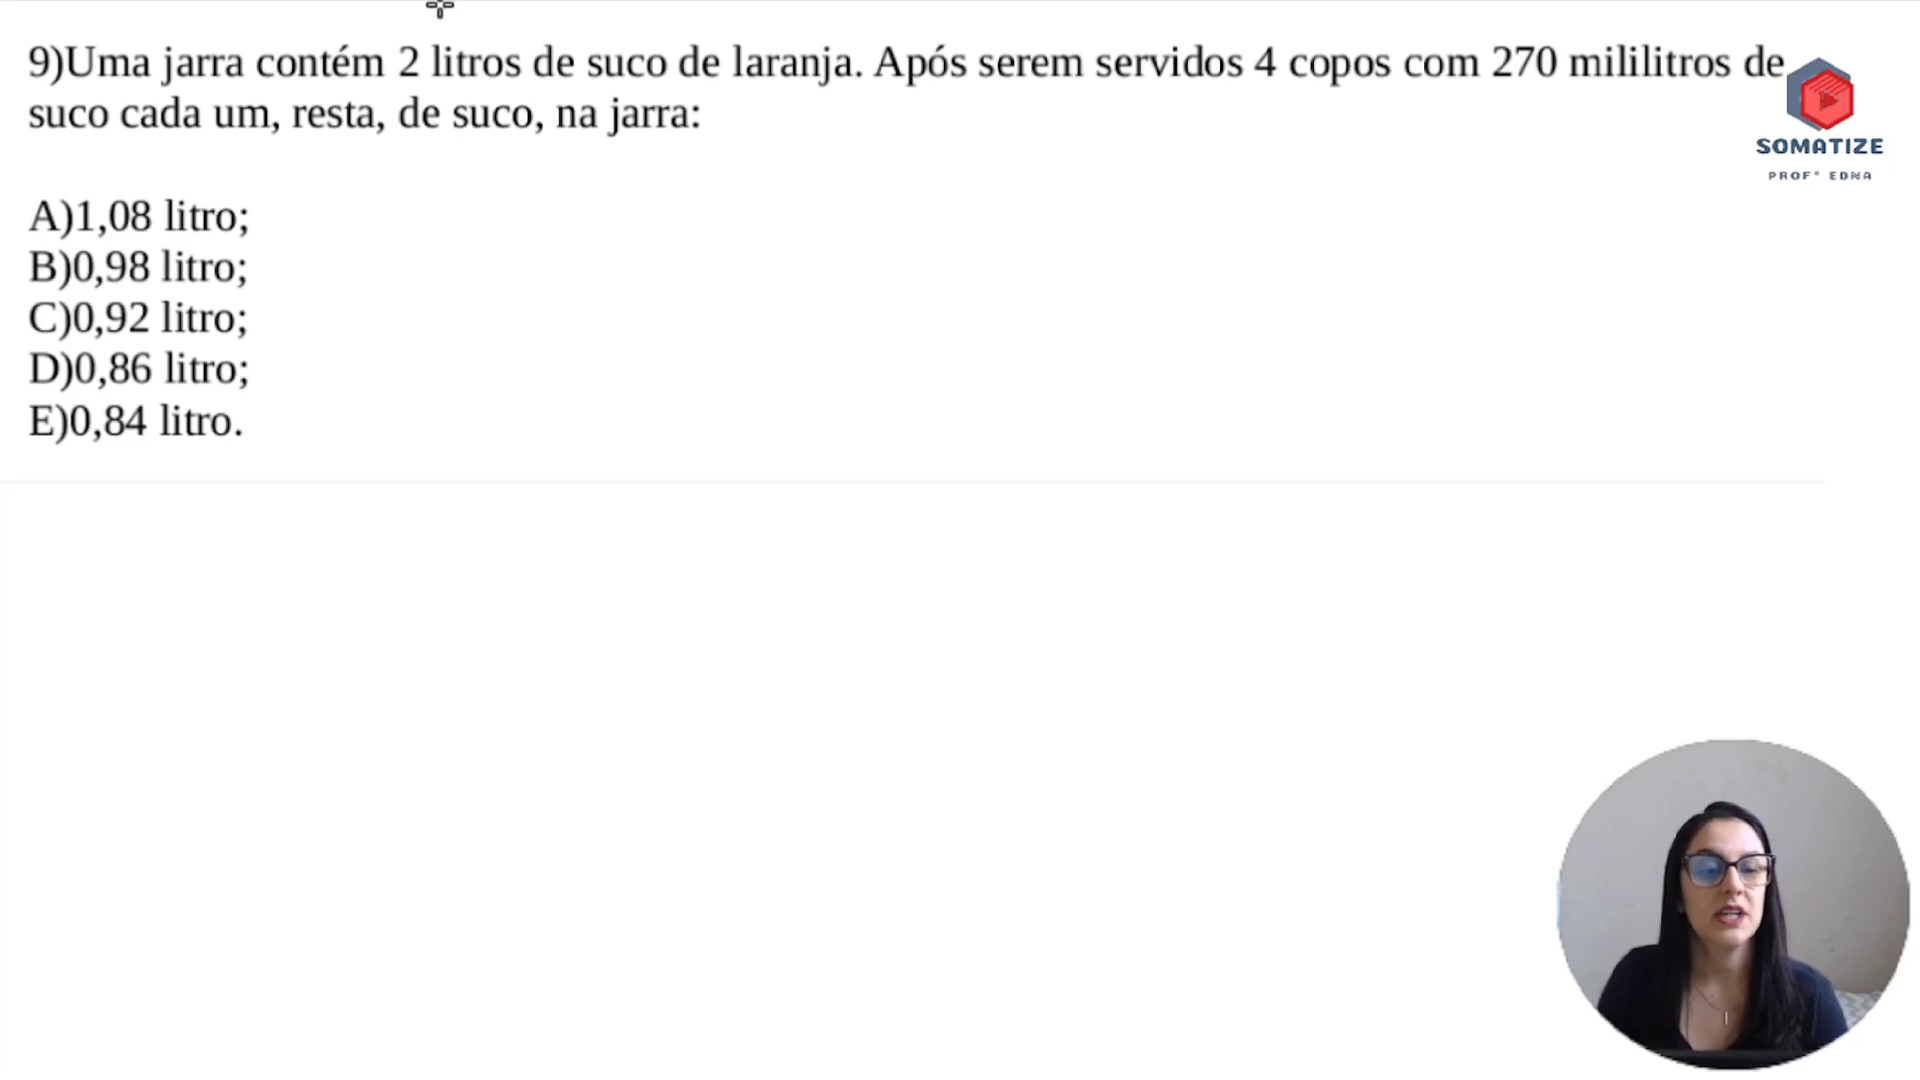 9)Uma jarra contém 2 litros de suco de laranja. Após serem servidos 4 copos com 270 mililitros de
suco cada um, resta, de suco, na jarra:
SOMATIZE
PROFª EDNA
A)1,08 litro;
B)0,98 litro;
C)0,92 litro;
D)0,86 litro;
E)0,84 litro.